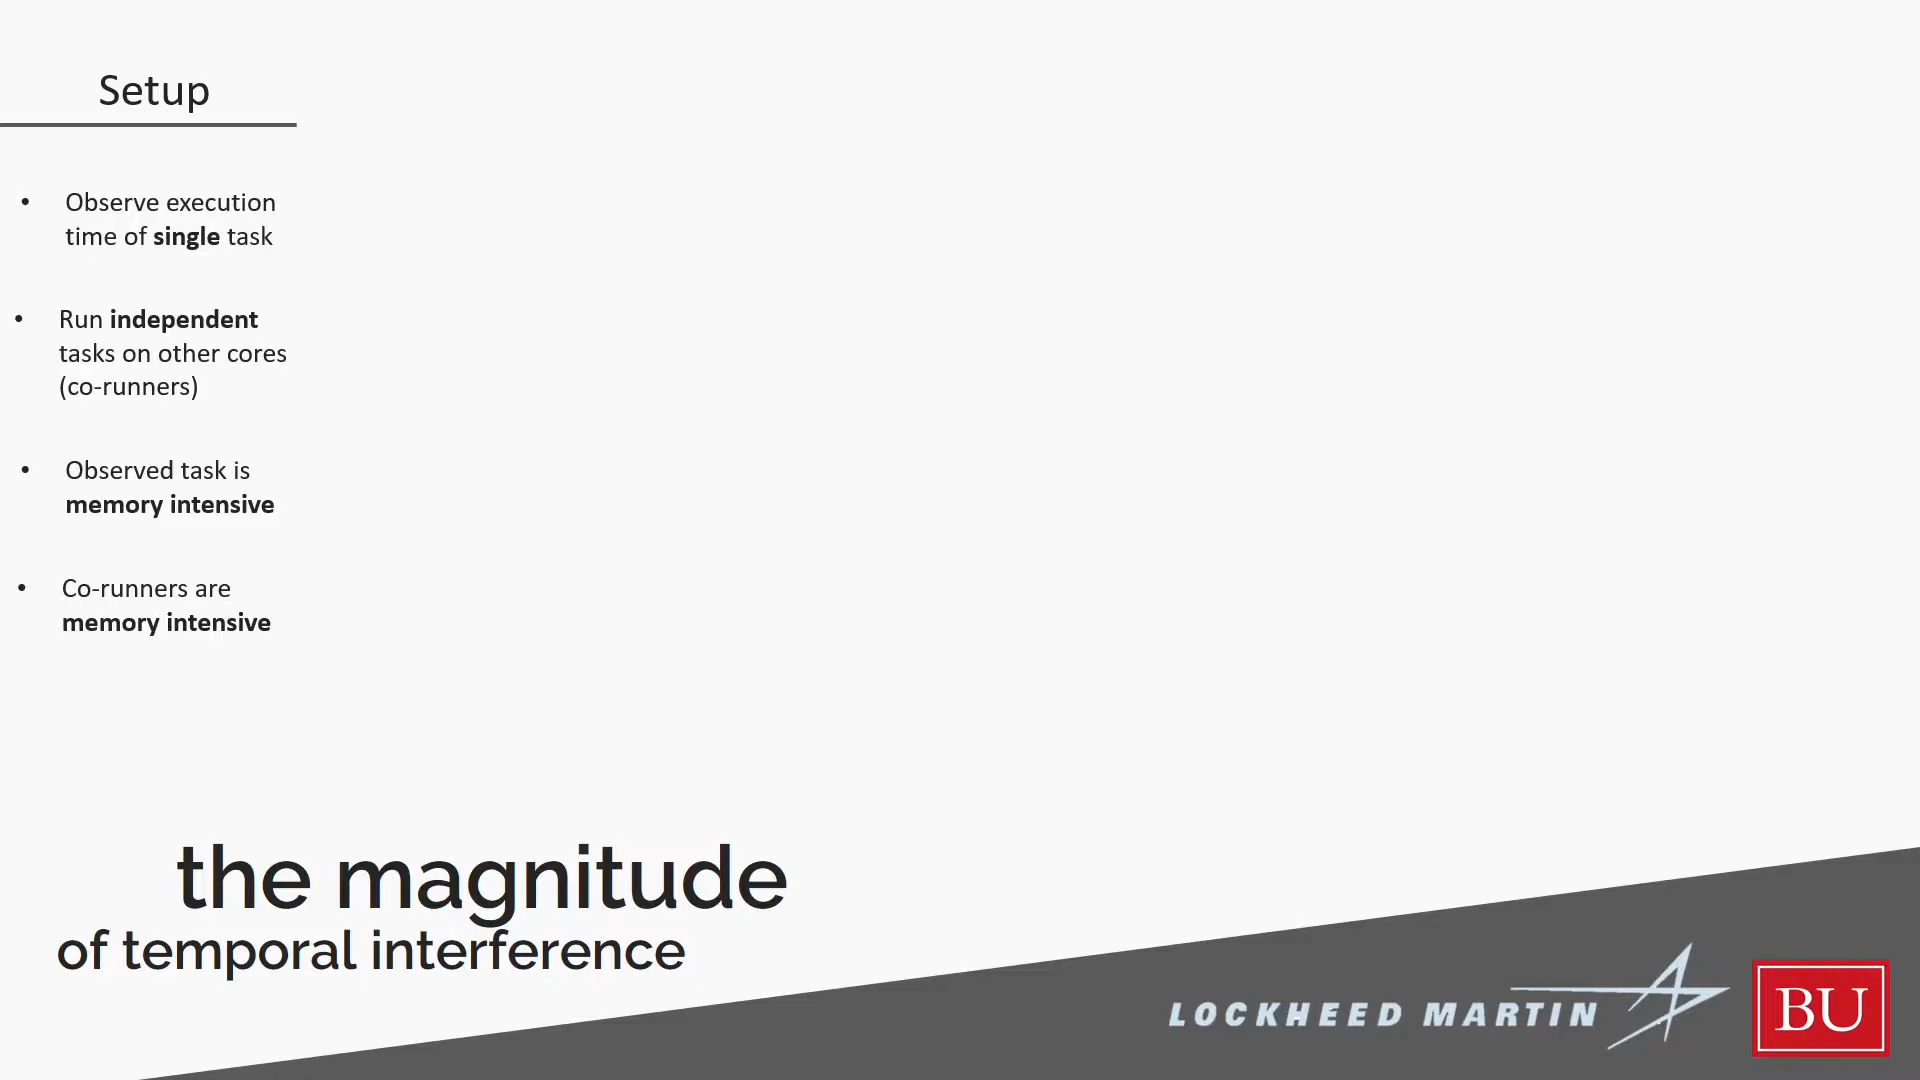 Setup
• Observe execution
time of single task
• Run independent
tasks on other cores
(co-runners)
• Observed task is
memory intensive
• Co-runners are
memory intensive
the magnitude
of temporal interference
LOCKHEED MARTIN
BU